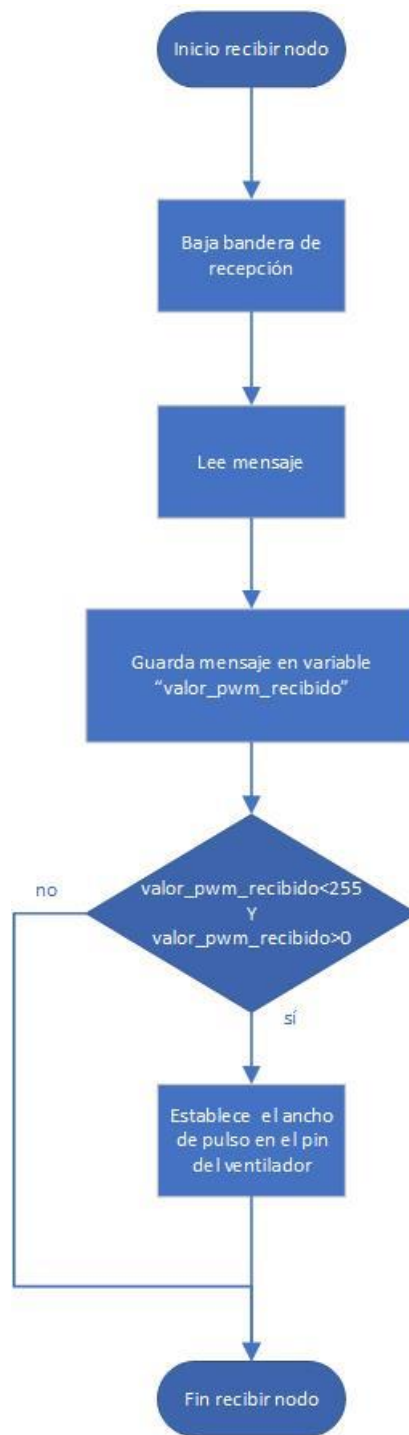 Inicio recibir nodo
Baja bandera de
recepción
Lee mensaje
Guarda mensaje en variable
“valor_pwm_recibido”
no
valor_pwm_recibido<255
Y
valor_pwm_recibido>0
sí
Establece el ancho
de pulso en el pin
del ventilador
Fin recibir nodo